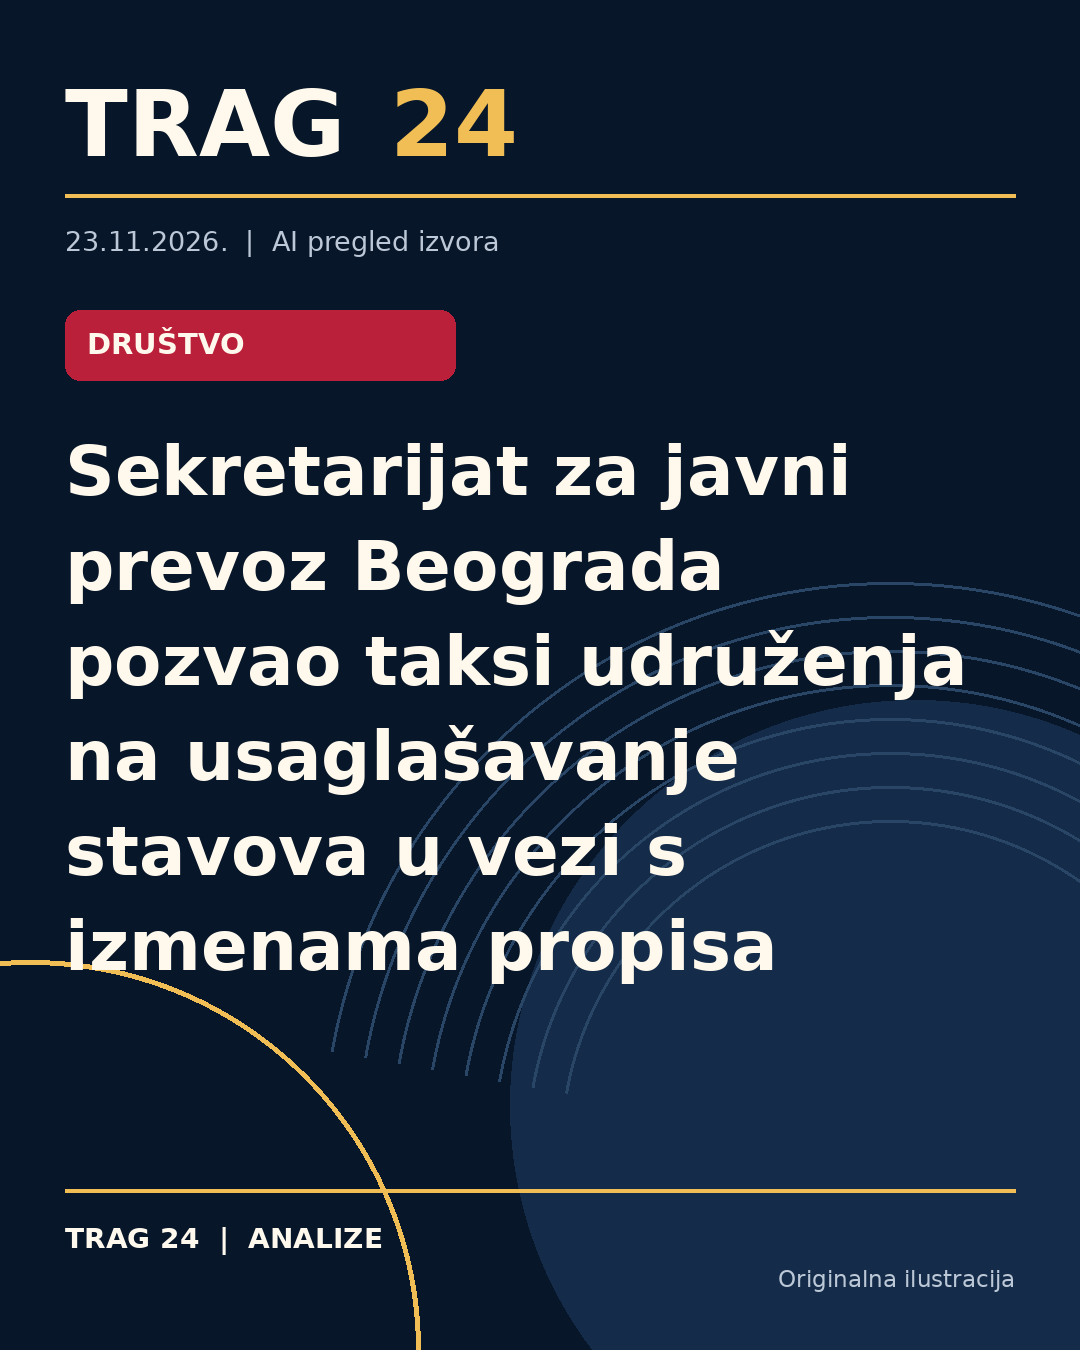 TRAG 24
23.11.2026. | AI pregled izvora
DRUŠTVO
Sekretarijat za javni
prevoz Beograda
pozvao taksi udruženja
na usaglašavanje
stavova u vezi s
izmenama propisa
TRAG 24 | ANALIZE
Originalna ilustracija